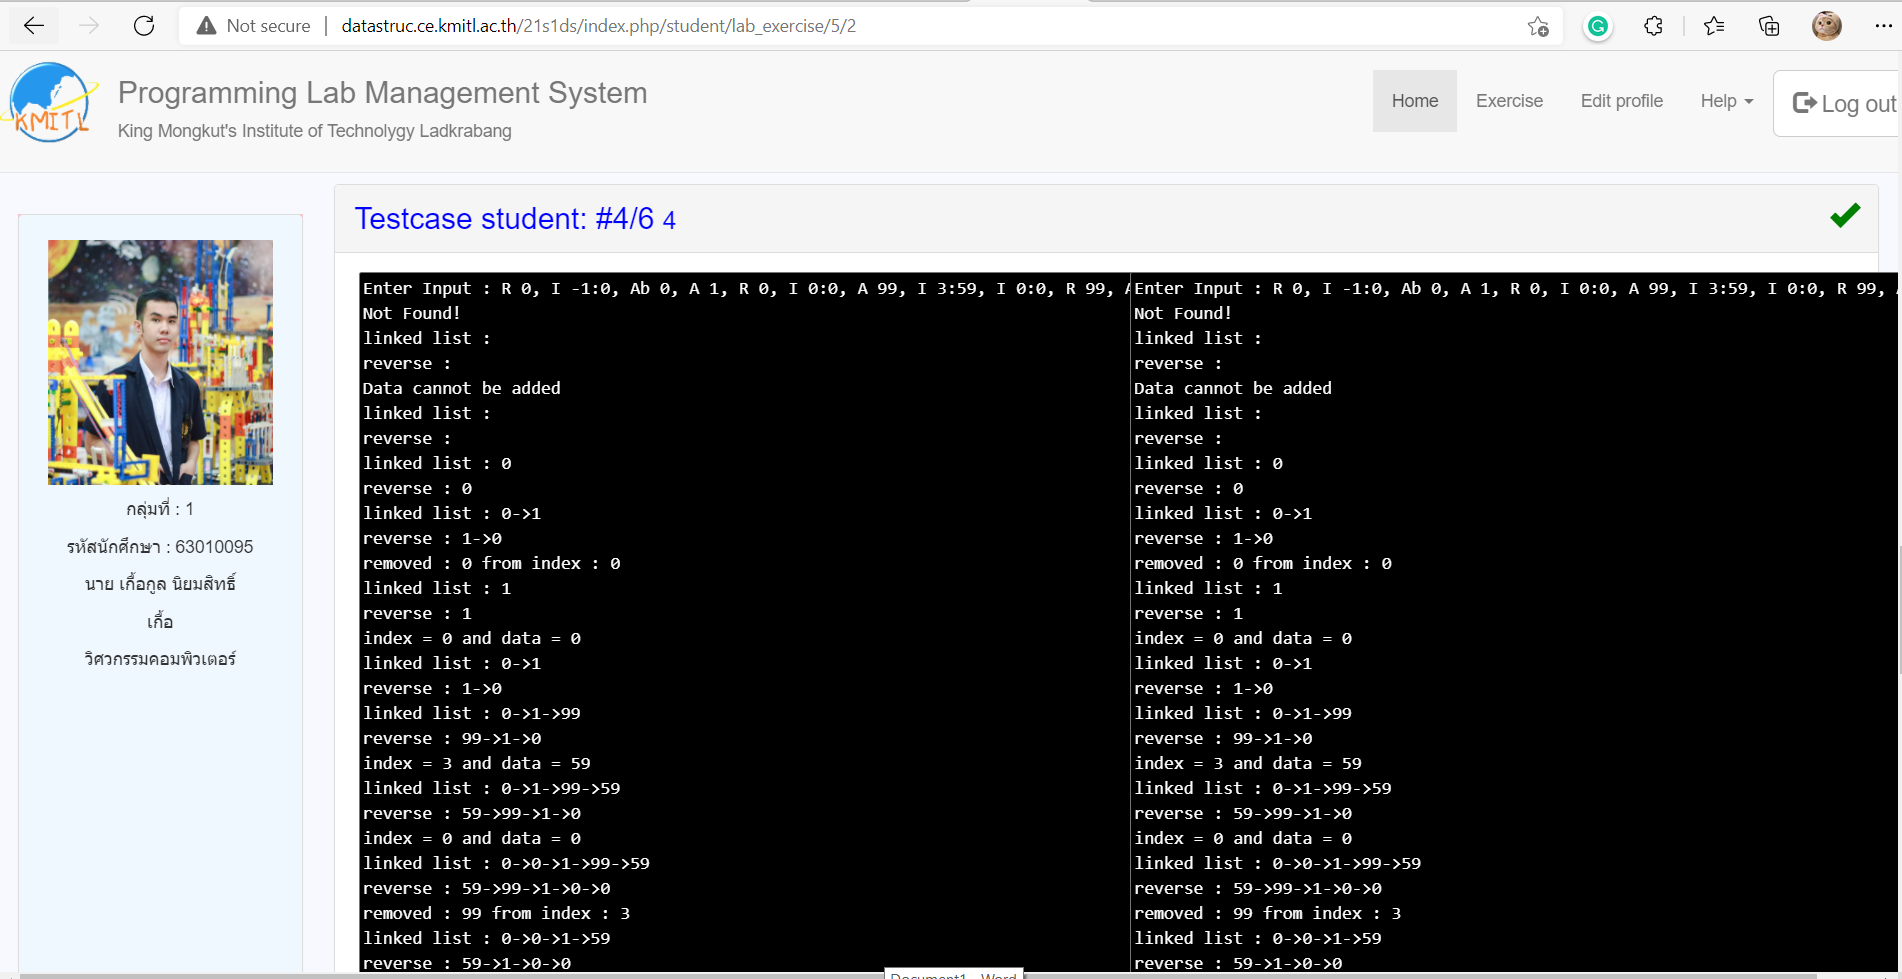 Not secure | datastruc.ce.kmitl.ac.th/21s1ds/index.php/student/lab_exercise/5/2
KMITL
Programming Lab Management System
King Mongkut's Institute of Technolygy Ladkrabang
Home Exercise Edit profile Help Log out
กลุ่มที่ : 1
รหัสนักศึกษา : 63010095
นาย เกื้อกูล นิยมสิทธิ์
เกื้อ
วิศวกรรมคอมพิวเตอร์
Testcase student: #4/6 4
Enter Input : R 0, I -1:0, Ab 0, A 1, R 0, I 0:0, A 99, I 3:59, I 0:0, R 99,
Not Found!
linked list :
reverse :
Data cannot be added
linked list :
reverse :
linked list : 0
reverse : 0
linked list : 0->1
reverse : 1->0
removed : 0 from index : 0
linked list : 1
reverse : 1
index = 0 and data = 0
linked list : 0->1
reverse : 1->0
linked list : 0->1->99
reverse : 99->1->0
index = 3 and data = 59
linked list : 0->1->99->59
reverse : 59->99->1->0
index = 0 and data = 0
linked list : 0->0->1->99->59
reverse : 59->99->1->0->0
removed : 99 from index : 3
linked list : 0->0->1->59
reverse : 59->1->0->0
Enter Input : R 0, I -1:0, Ab 0, A 1, R 0, I 0:0, A 99, I 3:59, I 0:0, R 99,
Not Found!
linked list :
reverse :
Data cannot be added
linked list :
reverse :
linked list : 0
reverse : 0
linked list : 0->1
reverse : 1->0
removed : 0 from index : 0
linked list : 1
reverse : 1
index = 0 and data = 0
linked list : 0->1
reverse : 1->0
linked list : 0->1->99
reverse : 99->1->0
index = 3 and data = 59
linked list : 0->1->99->59
reverse : 59->99->1->0
index = 0 and data = 0
linked list : 0->0->1->99->59
reverse : 59->99->1->0->0
removed : 99 from index : 3
linked list : 0->0->1->59
reverse : 59->1->0->0